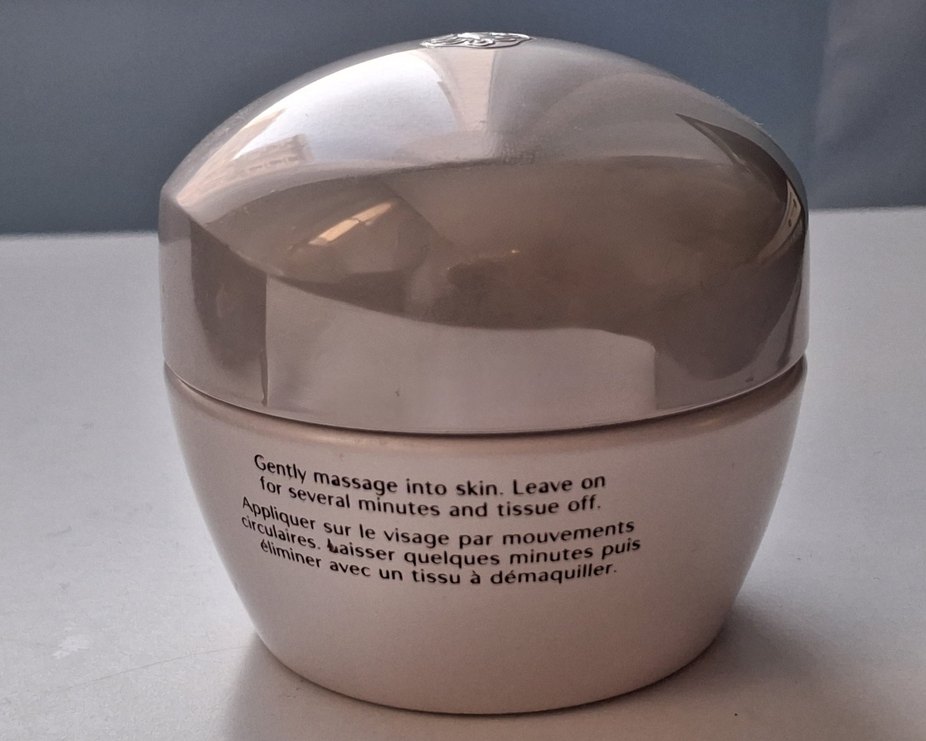 Gently massage into skin. Leave on
for several minutes and tissue off.
Appliquer sur le visage par mouvements
circulaires. Laisser quelques minutes puis
éliminer avec un tissu à démaquiller.